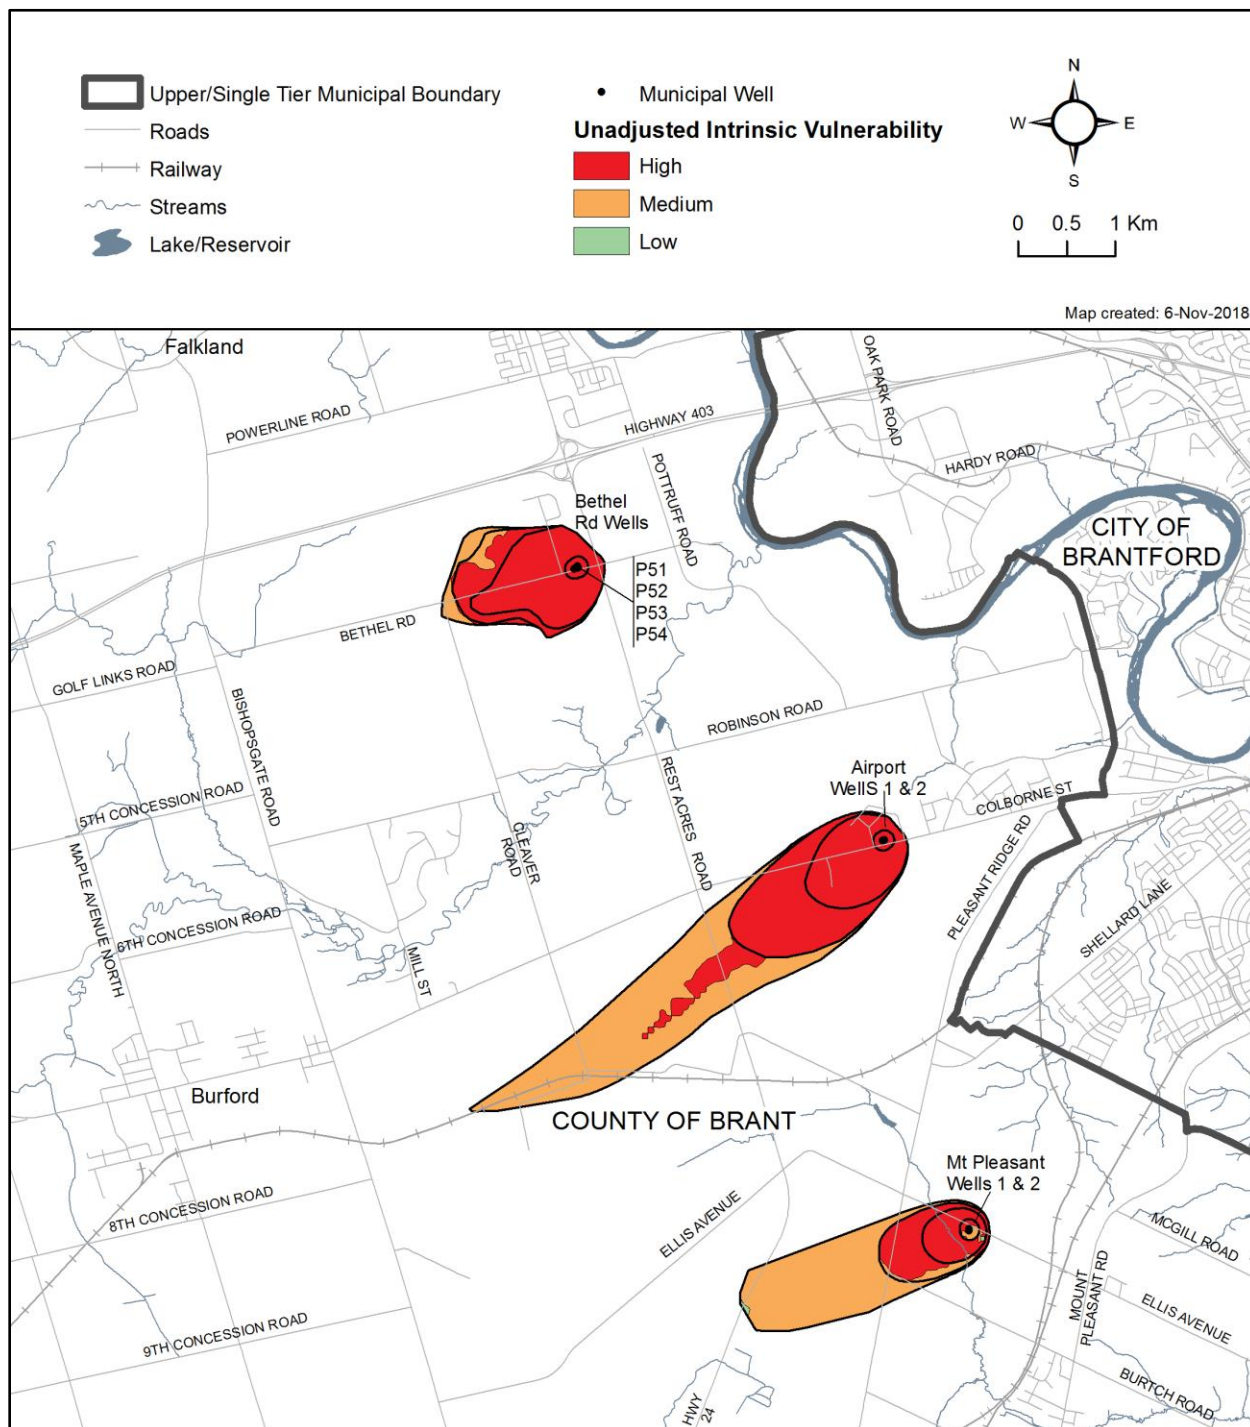 Upper/Single Tier Municipal Boundary
Roads
Railway
Streams
Lake/Reservoir
Municipal Well
Unadjusted Intrinsic Vulnerability
High
Medium
Low
N
W E
S
0 0.5 1 Km
Map created: 6-Nov-2018
Falkland
POWERLINE ROAD
HIGHWAY 403
OAK PARK ROAD
HARDY ROAD
POTTRUFF ROAD
Bethel
Rd Wells
CITY OF
BRANTFORD
P51
P52
P53
P54
BETHEL RD
GOLF LINKS ROAD
BISHOPSGATE ROAD
ROBINSON ROAD
REST ACRES ROAD
Airport
WellS 1 & 2
COLBORNE ST
5TH CONCESSION ROAD
CLEAVER
ROAD
MAPLE AVENUE NORTH
PLEASANT RIDGE RD
SHELLARD LANE
6TH CONCESSION ROAD
MILL ST
Burford
COUNTY OF BRANT
Mt Pleasant
Wells 1 & 2
8TH CONCESSION ROAD
ELLIS AVENUE
MCGILL ROAD
MOUNT
PLEASANT RD
ELLIS AVENUE
9TH CONCESSION ROAD
BURTCH ROAD
HWY
24